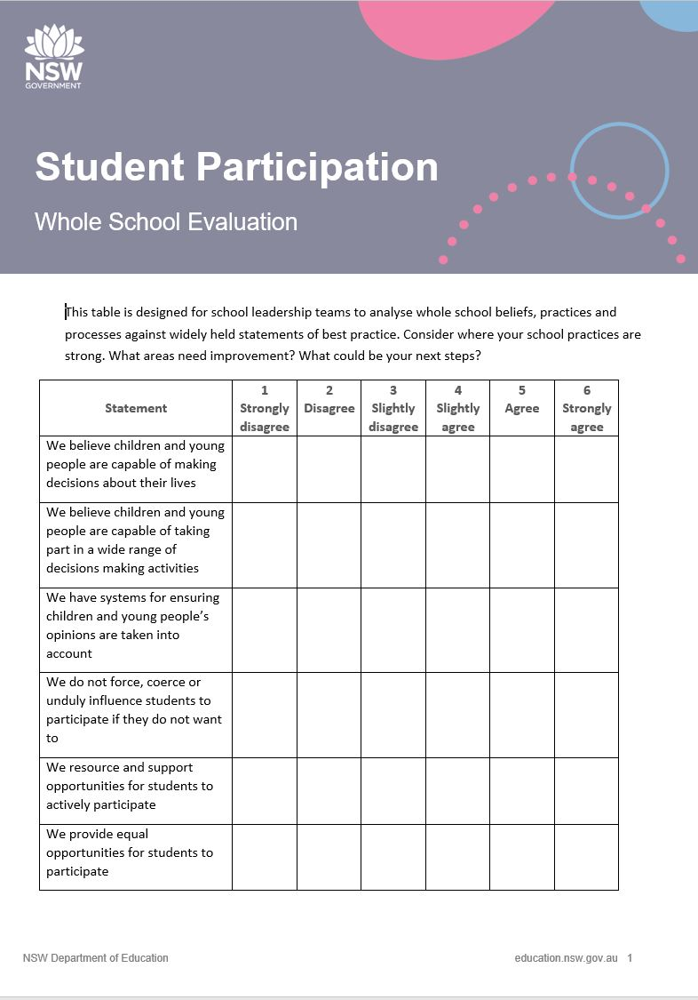 NSW
GOVERNMENT
Student Participation
Whole School Evaluation
This table is designed for school leadership teams to analyse whole school beliefs, practices and
processes against widely held statements of best practice. Consider where your school practices are
strong. What areas need improvement? What could be your next steps?
Statement
1
Strongly
disagree
2
Disagree
3
Slightly
disagree
4
Slightly
agree
5
Agree
6
Strongly
agree
We believe children and young
people are capable of making
decisions about their lives
We believe children and young
people are capable of taking
part in a wide range of
decisions making activities
We have systems for ensuring
children and young people’s
opinions are taken into
account
We do not force, coerce or
unduly influence students to
participate if they do not want
to
We resource and support
opportunities for students to
actively participate
We provide equal
opportunities for students to
participate
NSW Department of Education
education.nsw.gov.au 1